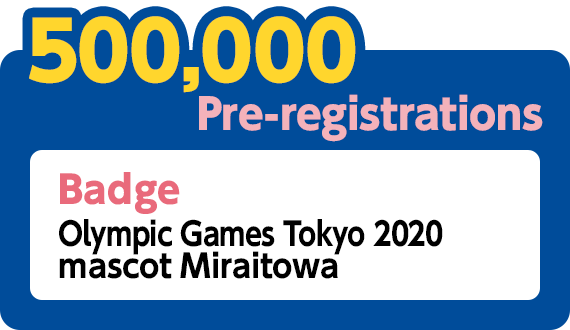 500,000
Pre-registrations
Badge
Olympic Games Tokyo 2020
mascot Miraitowa